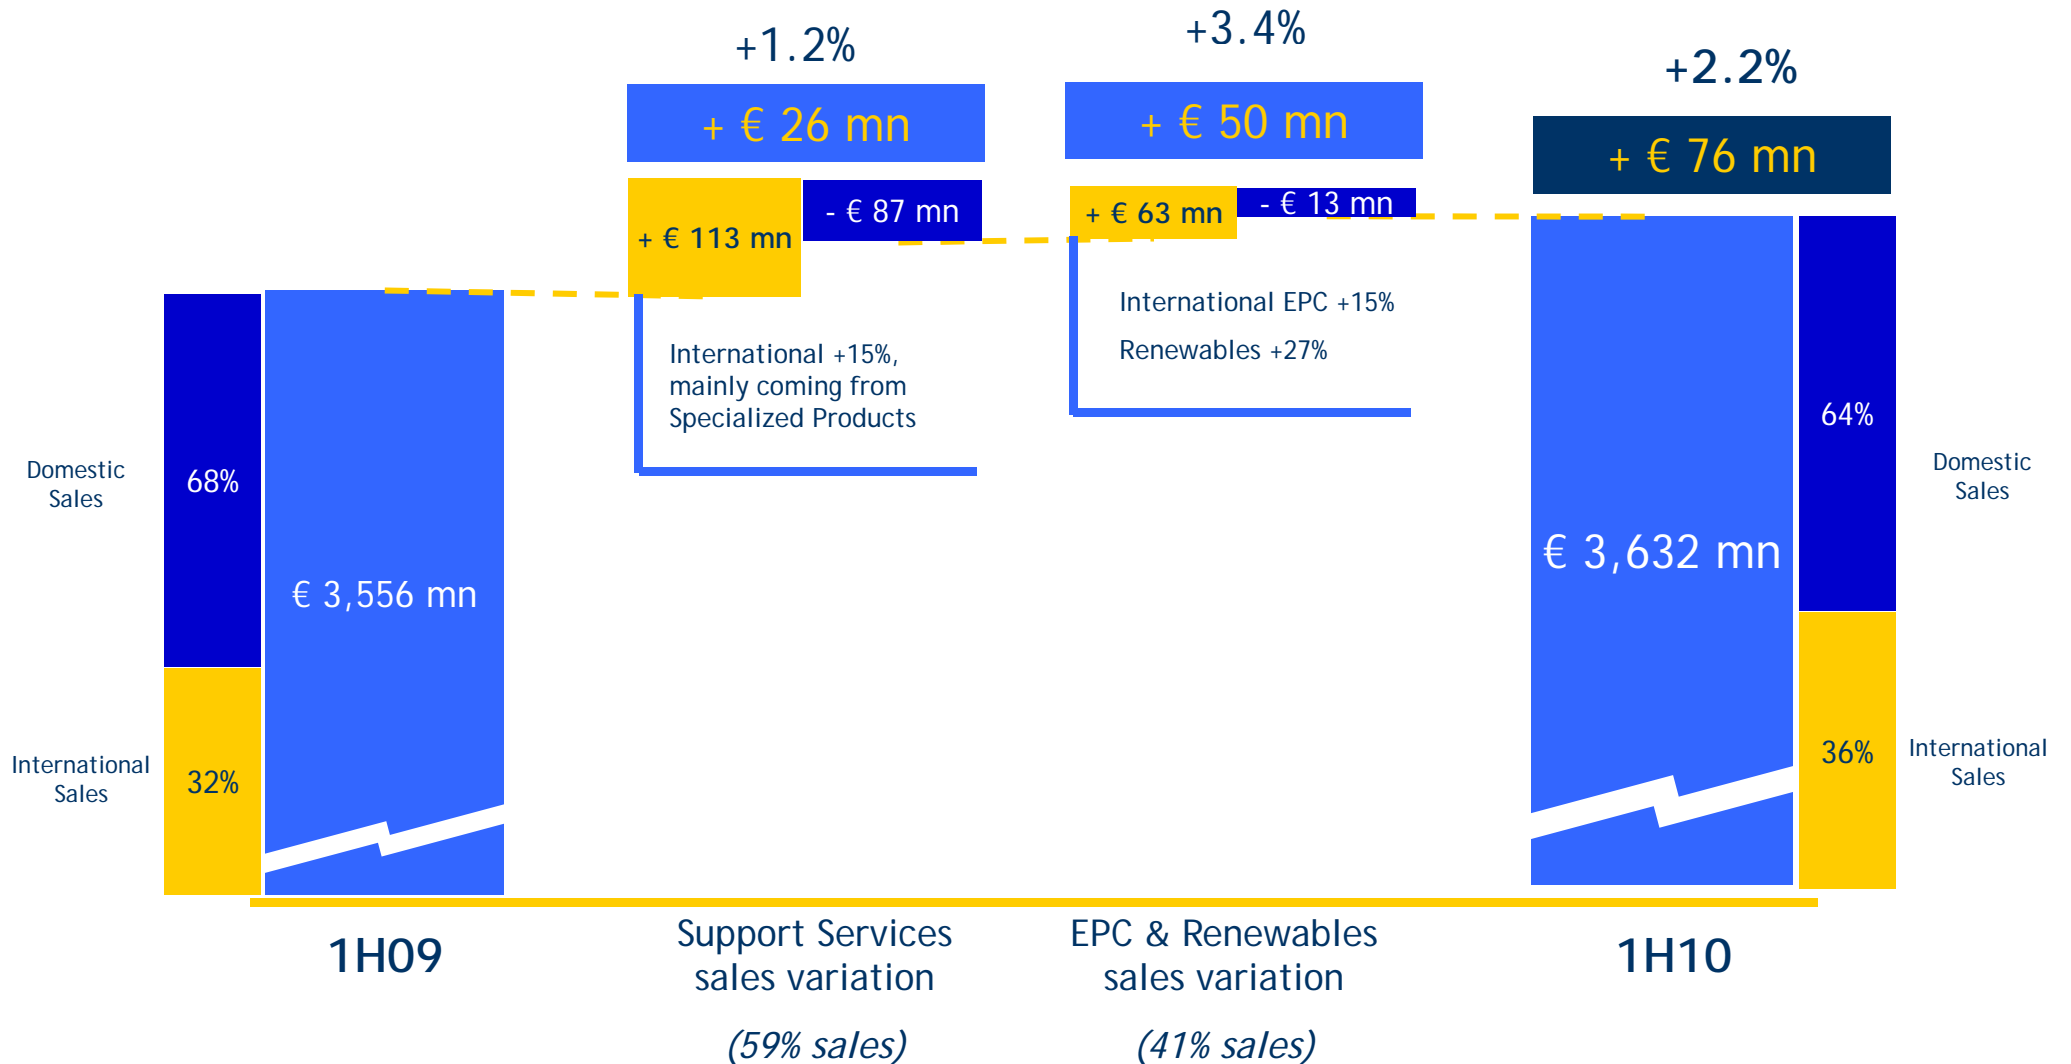 +1.2%
+3.4%
+2.2%
+ € 26 mn
+ € 50 mn
+ € 76 mn
+ € 113 mn
- € 87 mn
+ € 63 mn
- € 13 mn
International +15%,
mainly coming from
Specialized Products
International EPC +15%
Renewables +27%
Domestic
Sales
68%
€ 3,556 mn
International
Sales
32%
€ 3,632 mn
64%
Domestic
Sales
36%
International
Sales
1H09
Support Services
sales variation
(59% sales)
EPC & Renewables
sales variation
(41% sales)
1H10